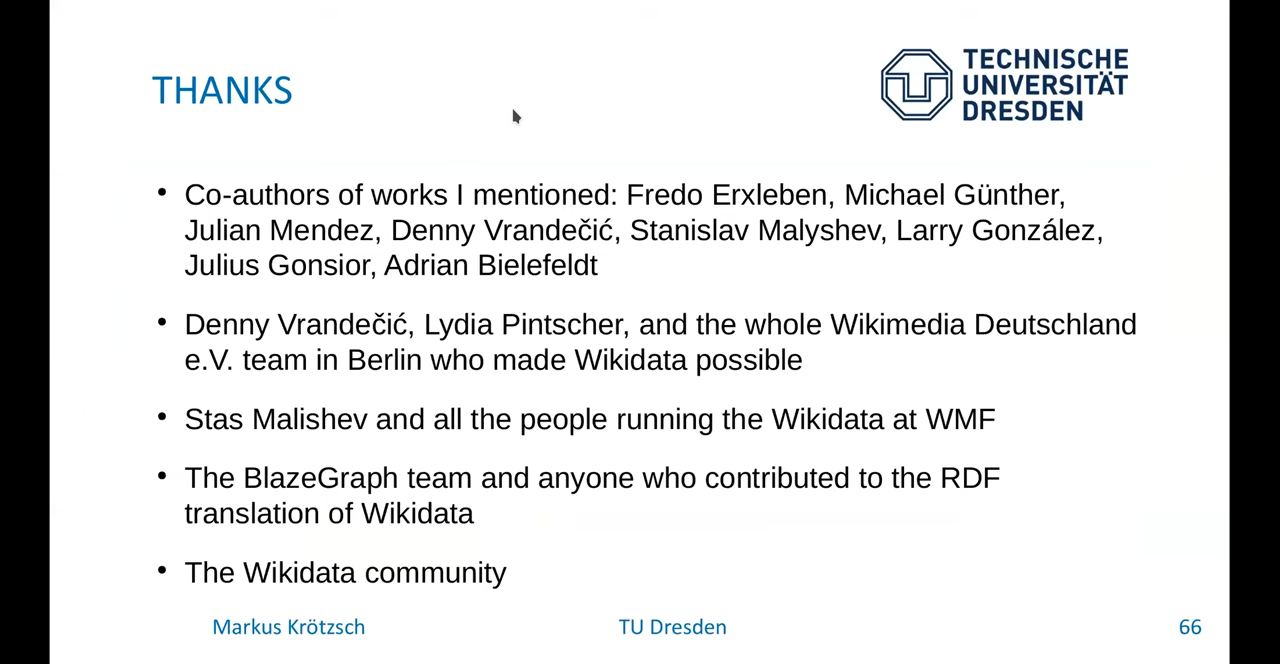 THANKS
TECHNISCHE
UNIVERSITÄT
DRESDEN
• Co-authors of works I mentioned: Fredo Erxleben, Michael Günther,
Julian Mendez, Denny Vrandečić, Stanislav Malyshev, Larry González,
Julius Gonsior, Adrian Bielefeldt
• Denny Vrandečić, Lydia Pintscher, and the whole Wikimedia Deutschland
e.V. team in Berlin who made Wikidata possible
• Stas Malishev and all the people running the Wikidata at WMF
• The BlazeGraph team and anyone who contributed to the RDF
translation of Wikidata
• The Wikidata community
Markus Krötzsch TU Dresden 66